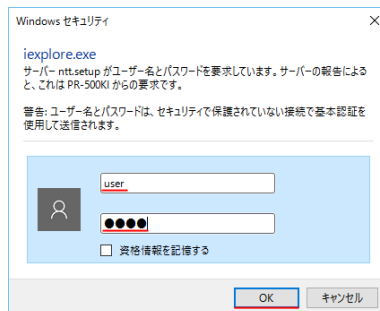 Windows セキュリティ
iexplore.exe
サーバー ntt.setup がユーザー名とパスワードを要求しています。サーバーの報告による
と、これは PR-500KI からの要求です。
警告: ユーザー名とパスワードは、セキュリティで保護されていない接続で基本認証を
使用して送信されます。
user
●●●●
資格情報を記憶する
OK キャンセル